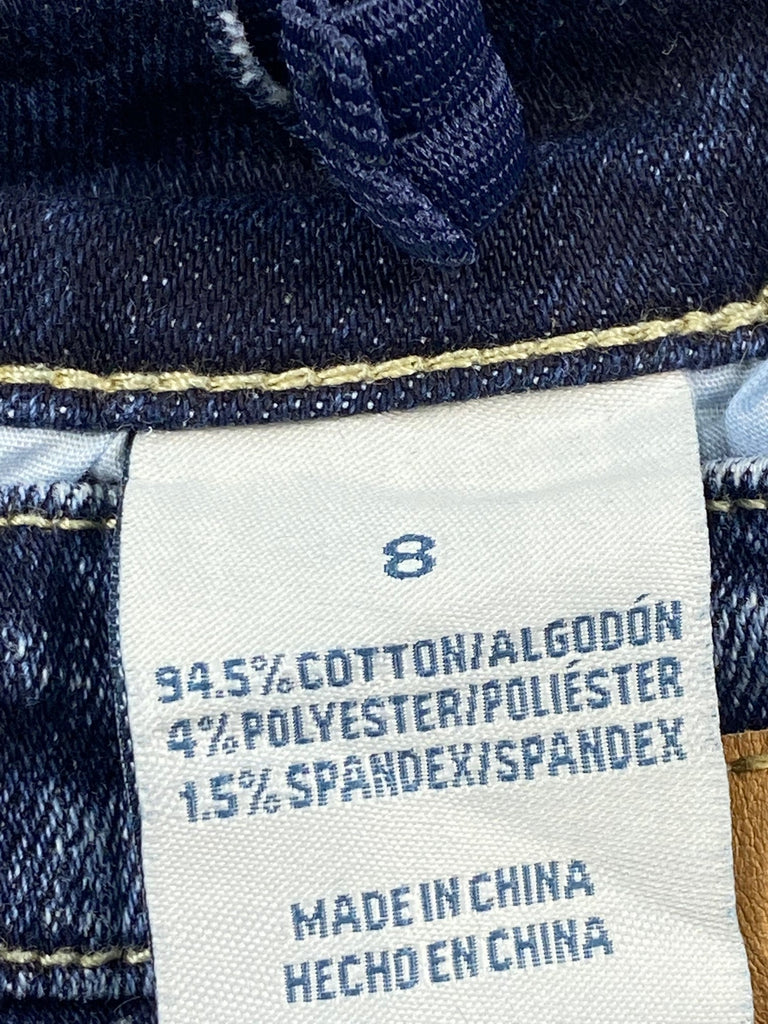 8
94.5% COTTON/ALGODÓN
4% POLYESTER/POLIÉSTER
1.5% SPANDEX/SPANDEX
MADE IN CHINA
HECHO EN CHINA